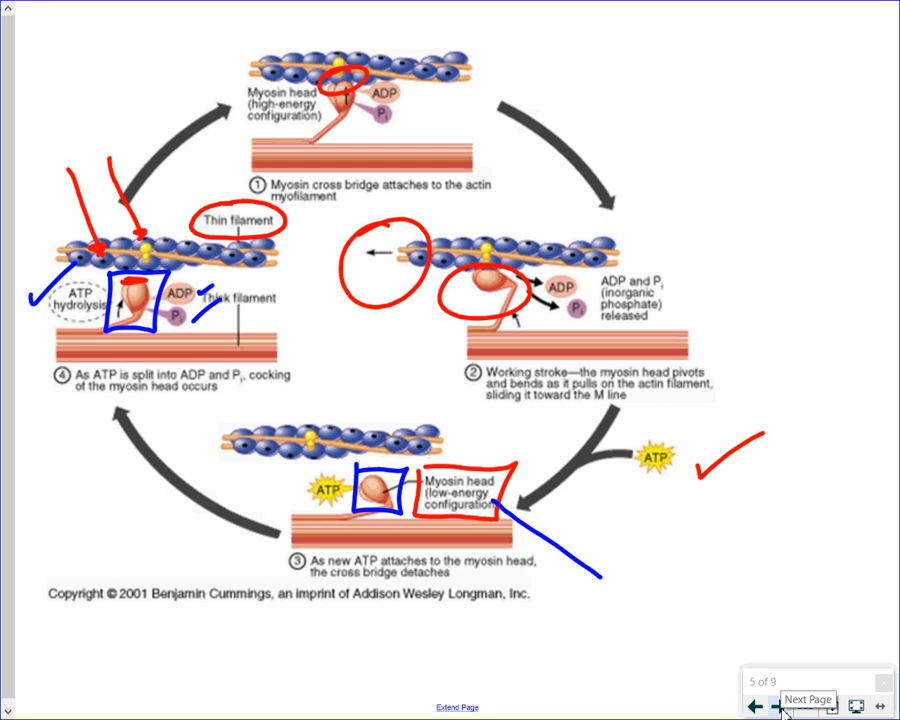 Myosin head
(high-energy
configuration)
ADP
Pi
① Myosin cross bridge attaches to the actin
myofilament
Thin filament
ATP
hydrolysis
ADP
Pi
Thick filament
④ As ATP is split into ADP and Pi, cocking
of the myosin head occurs
ADP
Pi
ADP and Pi
(inorganic
phosphate)
released
② Working stroke—the myosin head pivots
and bends as it pulls on the actin filament,
sliding it toward the M line
ATP
ATP
Myosin head
(low-energy
configuration)
③ As new ATP attaches to the myosin head,
the cross bridge detaches
Copyright © 2001 Benjamin Cummings, an imprint of Addison Wesley Longman, Inc.
5 of 9
Next Page
Extend Page